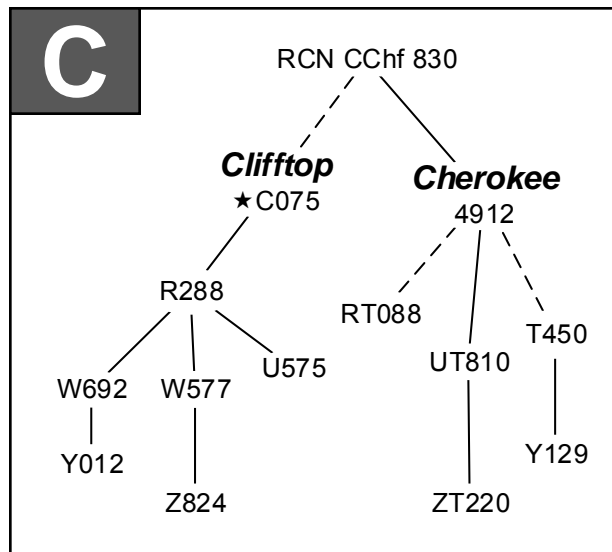 C
RCN CChf 830
Clifftop
★C075
Cherokee
4912
R288
RT088
T450
U575
UT810
W692
W577
Y012
Y129
Z824
ZT220